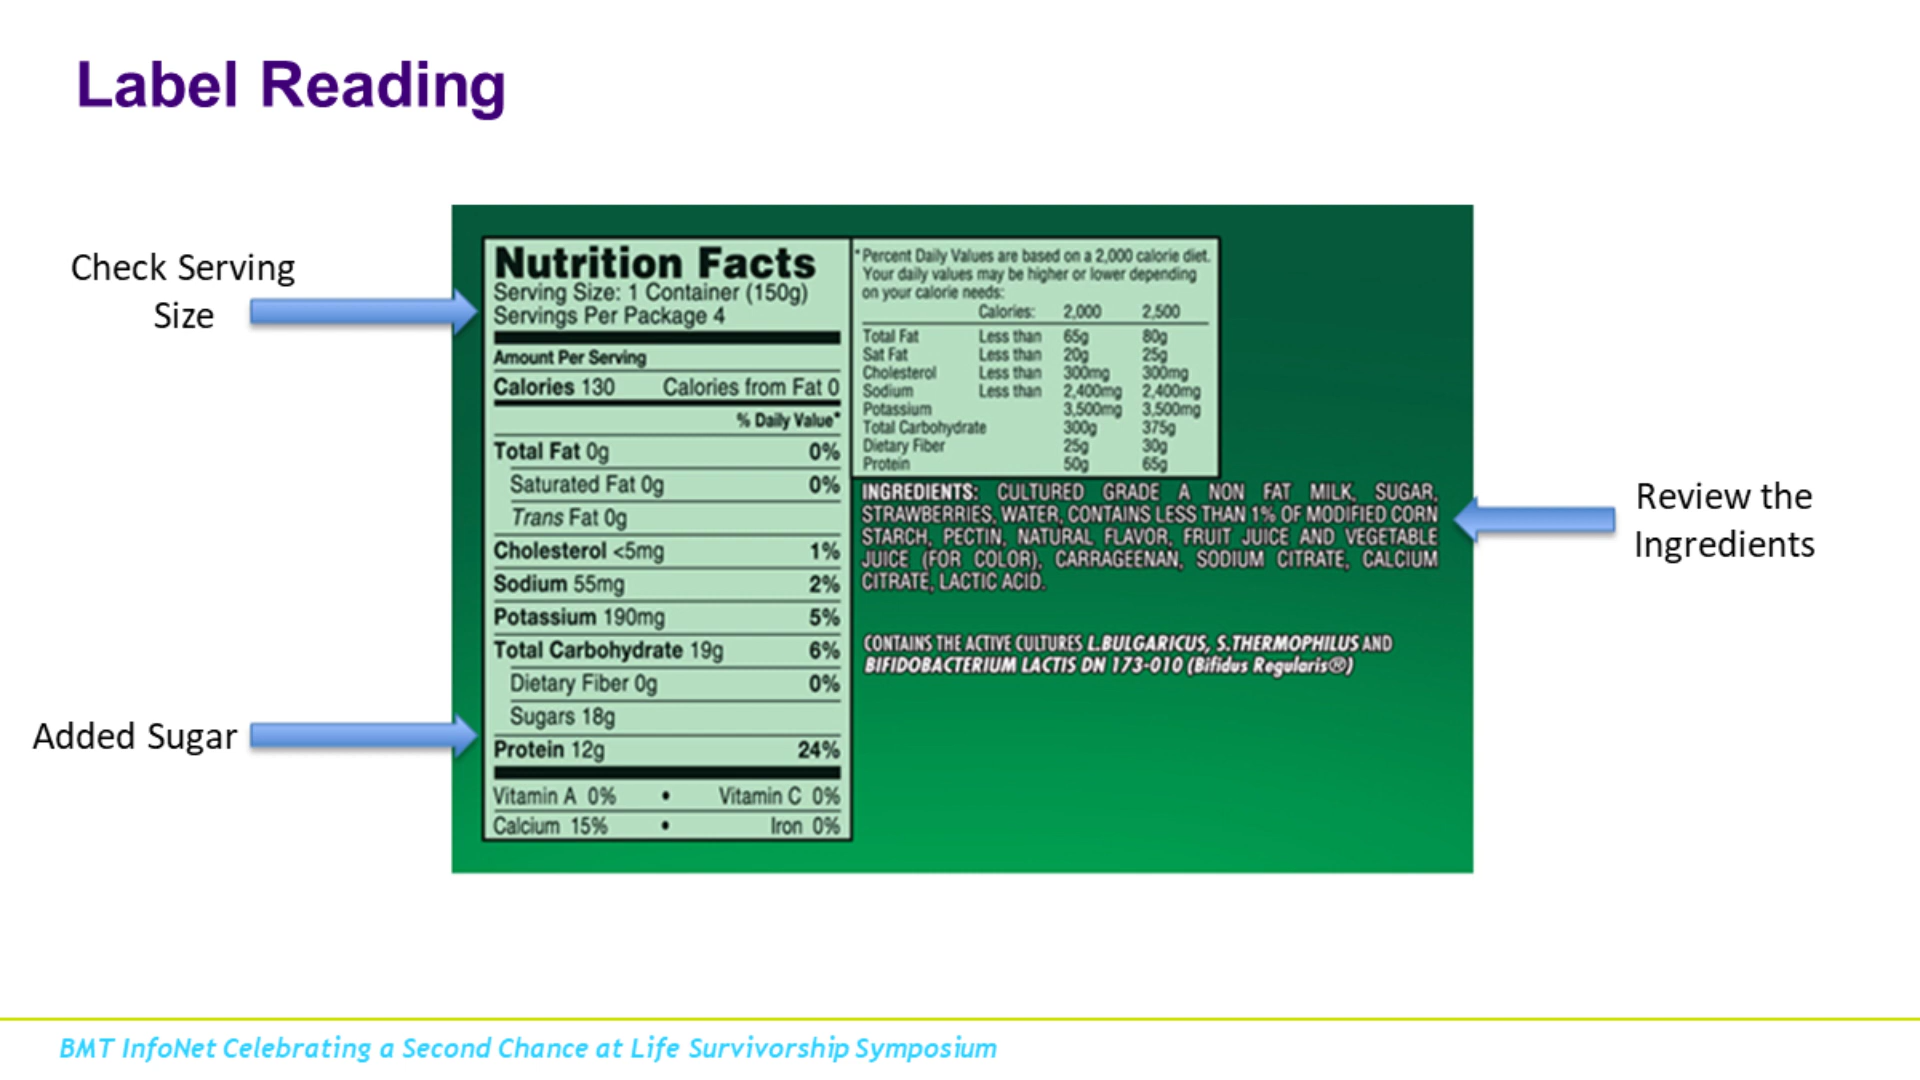 Label Reading
Check Serving
Size
Nutrition Facts
Serving Size: 1 Container (150g)
Servings Per Package 4
Amount Per Serving
Calories 130 Calories from Fat 0
% Daily Value*
Total Fat 0g 0%
Saturated Fat 0g 0%
Trans Fat 0g
Cholesterol <5mg 1%
Sodium 55mg 2%
Potassium 190mg 5%
Total Carbohydrate 19g 6%
Dietary Fiber 0g 0%
Sugars 18g
Added Sugar
Protein 12g 24%
Vitamin A 0% • Vitamin C 0%
Calcium 15% • Iron 0%
*Percent Daily Values are based on a 2,000 calorie diet.
Your daily values may be higher or lower depending
on your calorie needs:
Calories: 2,000 2,500
Total Fat Less than 65g 80g
Sat Fat Less than 20g 25g
Cholesterol Less than 300mg 300mg
Sodium Less than 2,400mg 2,400mg
Potassium 3,500mg 3,500mg
Total Carbohydrate 300g 375g
Dietary Fiber 25g 30g
Protein 50g 65g
INGREDIENTS: CULTURED GRADE A NON FAT MILK, SUGAR,
STRAWBERRIES, WATER, CONTAINS LESS THAN 1% OF MODIFIED CORN
STARCH, PECTIN, NATURAL FLAVOR, FRUIT JUICE AND VEGETABLE
JUICE (FOR COLOR), CARRAGEENAN, SODIUM CITRATE, CALCIUM
CITRATE, LACTIC ACID.
CONTAINS THE ACTIVE CULTURES L.BULGARICUS, S.THERMOPHILUS AND
BIFIDOBACTERIUM LACTIS DN 173-010 (Bifidus Regularis®)
Review the
Ingredients
BMT InfoNet Celebrating a Second Chance at Life Survivorship Symposium